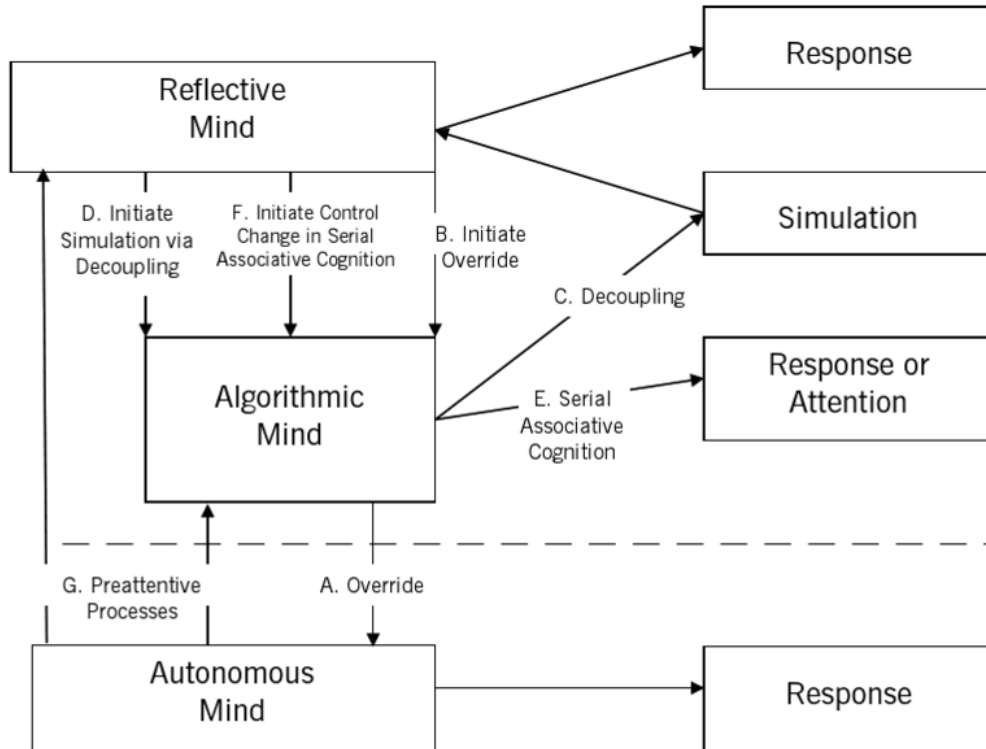 Response
Reflective
Mind
D. Initiate
Simulation via
Decoupling
F. Initiate Control
Change in Serial
Associative Cognition
B. Initiate
Override
Simulation
C. Decoupling
Algorithmic
Mind
E. Serial
Associative
Cognition
Response or
Attention
G. Preattentive
Processes
A. Override
Autonomous
Mind
Response